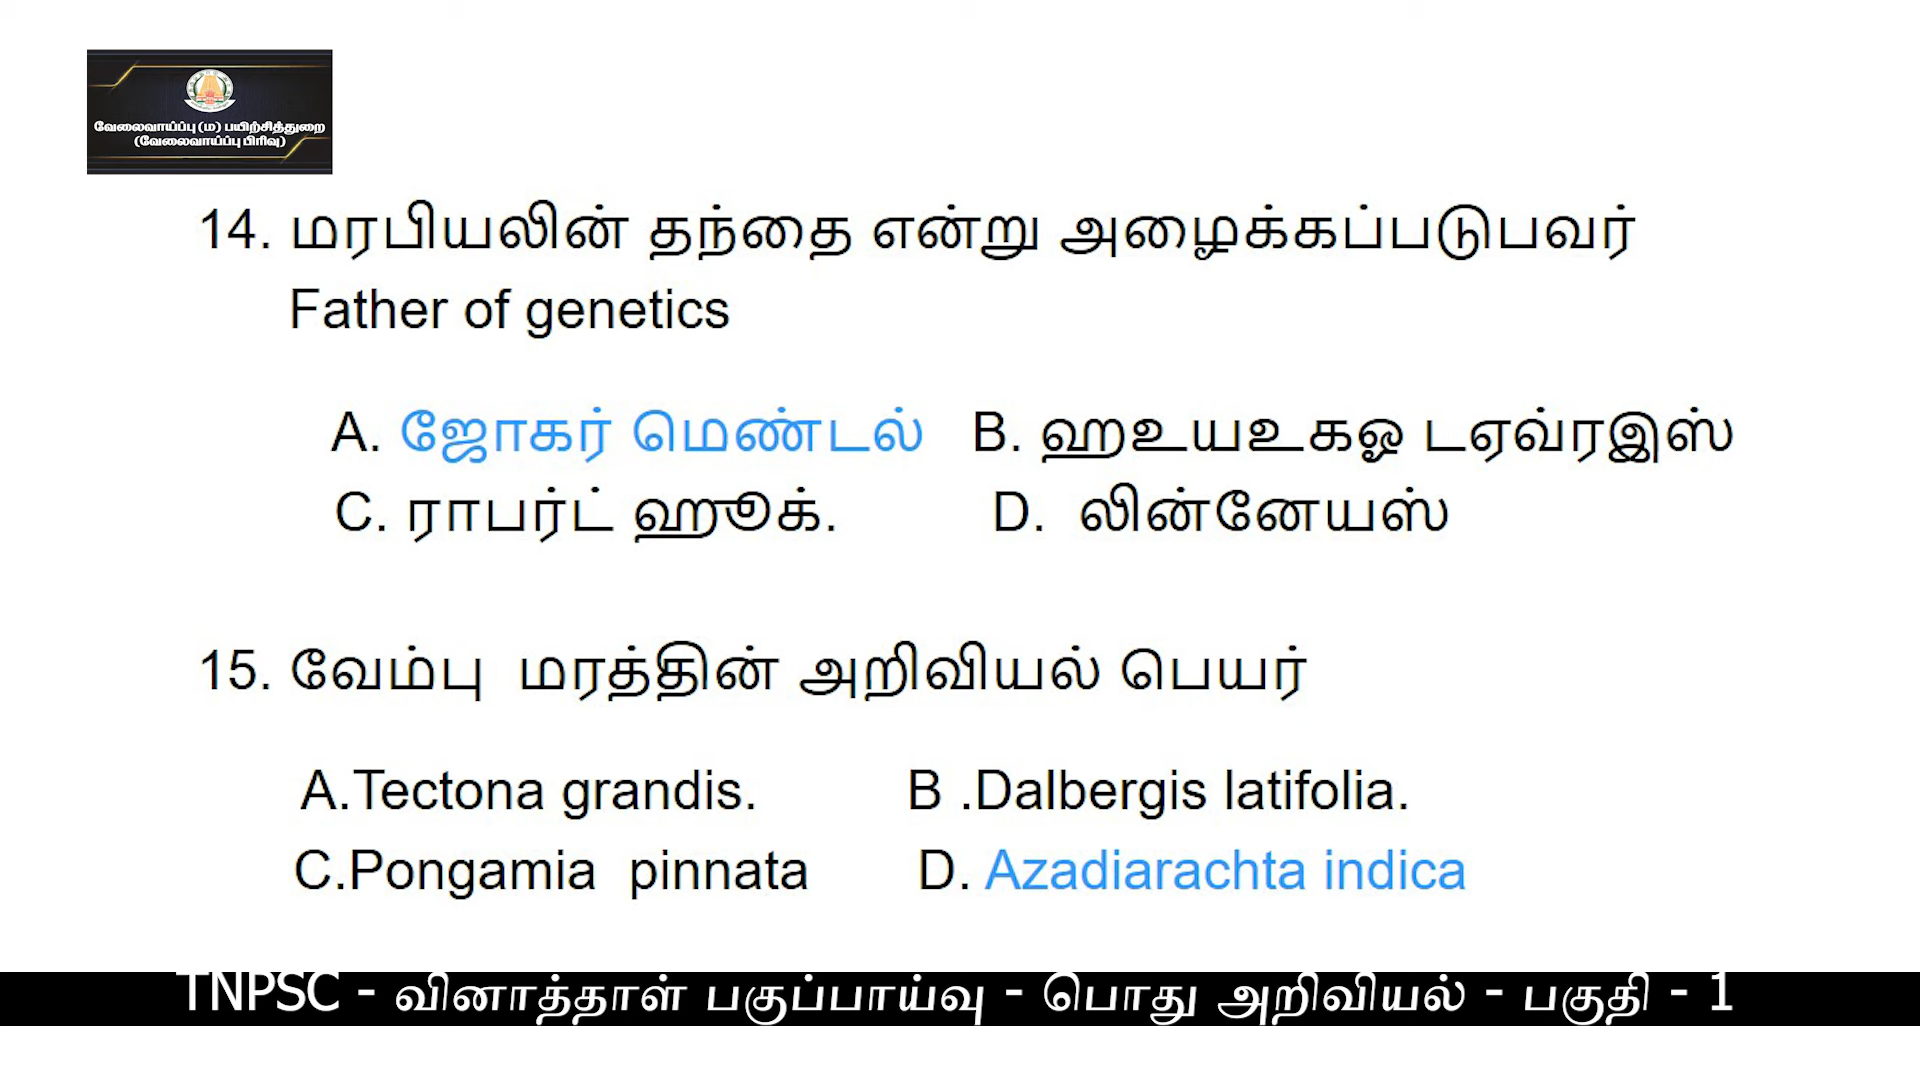 வேலைவாய்ப்பு (ம) பயிற்சித்துறை
(வேலைவாய்ப்பு பிரிவு)
14. மரபியலின் தந்தை என்று அழைக்கப்படுபவர்
Father of genetics
A. ஜோகர் மெண்டல் B. ஹஉயஉகஓ டஏவ்ரஇஸ்
C. ராபர்ட் ஹூக். D. லின்னேயஸ்
15. வேம்பு மரத்தின் அறிவியல் பெயர்
A.Tectona grandis. B .Dalbergis latifolia.
C.Pongamia pinnata D. Azadiarachta indica
TNPSC - வினாத்தாள் பகுப்பாய்வு - பொது அறிவியல் - பகுதி - 1